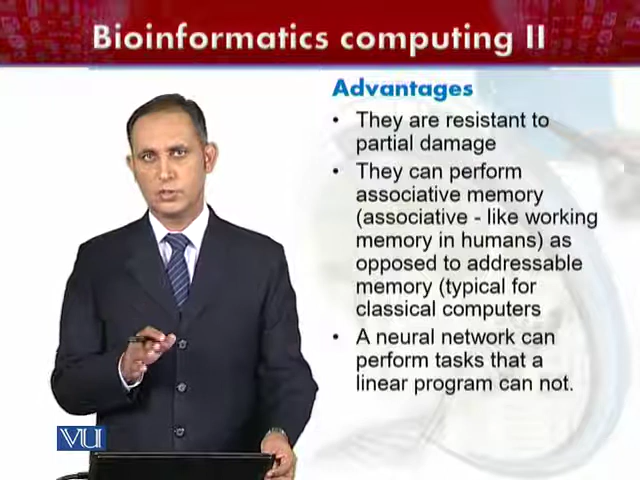 Bioinformatics computing II
Advantages
• They are resistant to
partial damage
• They can perform
associative memory
(associative - like working
memory in humans) as
opposed to addressable
memory (typical for
classical computers
• A neural network can
perform tasks that a
linear program can not.
VU